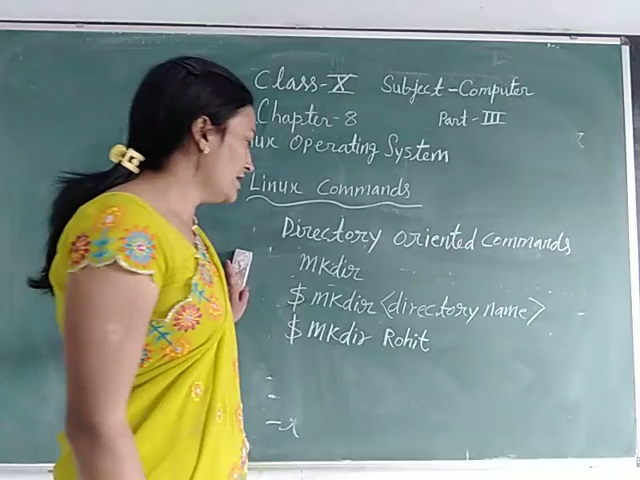 Class-X Subject-Computer
Chapter-8 Part-III
ux Operating System
Linux Commands
Directory oriented commands
mkdir
$ mkdir <directory name>
$ mkdir Rohit